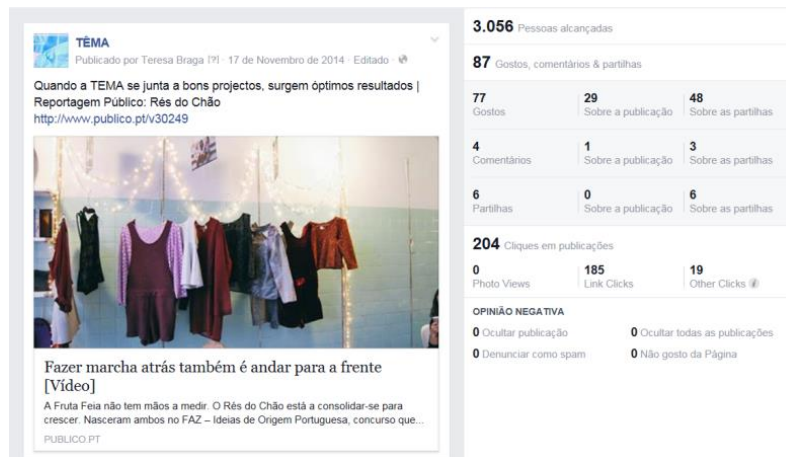 TĒMA
Publicado por Teresa Braga [?] · 17 de Novembro de 2014 · Editado ·
Quando a TEMA se junta a bons projectos, surgem óptimos resultados |
Reportagem Público: Rés do Chão
http://www.publico.pt/v30249
Fazer marcha atrás também é andar para a frente
[Vídeo]
A Fruta Feia não tem mãos a medir. O Rés do Chão está a consolidar-se para
crescer. Nasceram ambos no FAZ – Ideias de Origem Portuguesa, concurso que...
PUBLICO.PT
3.056 Pessoas alcançadas
87 Gostos, comentários & partilhas
77 29 48
Gostos Sobre a publicação Sobre as partilhas
4 1 3
Comentários Sobre a publicação Sobre as partilhas
6 0 6
Partilhas Sobre a publicação Sobre as partilhas
204 Cliques em publicações
0 185 19
Photo Views Link Clicks Other Clicks
OPINIÃO NEGATIVA
0 Ocultar publicação 0 Ocultar todas as publicações
0 Denunciar como spam 0 Não gosto da Página